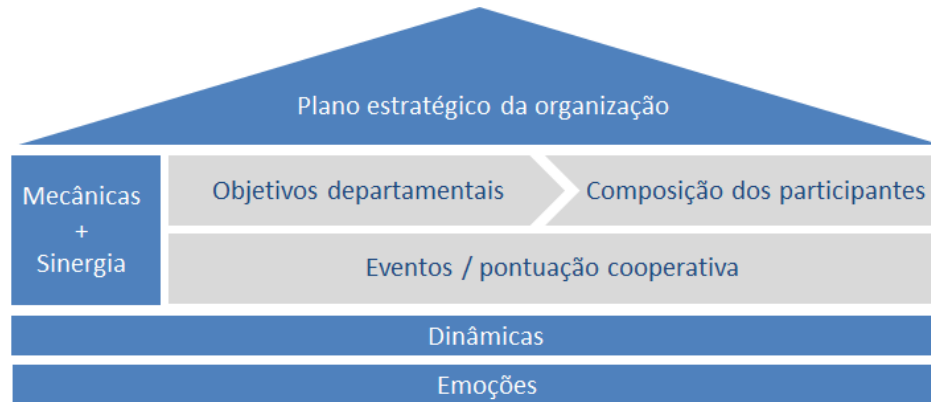 Plano estratégico da organização
Mecânicas
+
Sinergia
Objetivos departamentais
Composição dos participantes
Eventos / pontuação cooperativa
Dinâmicas
Emoções